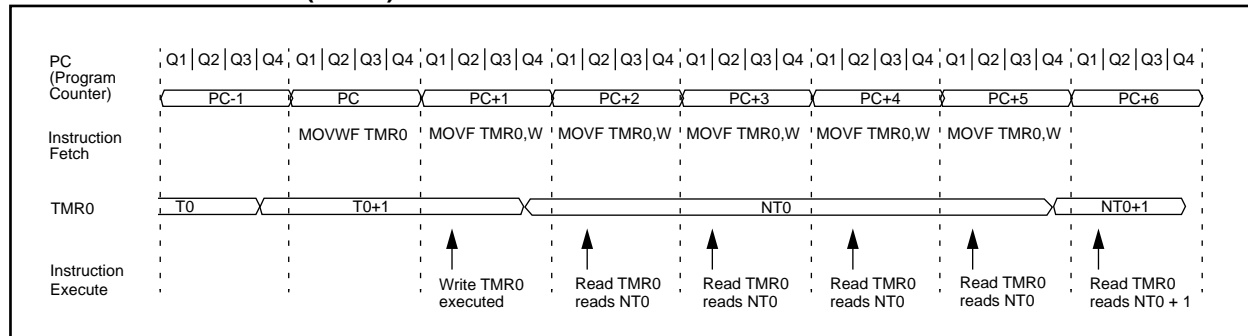 PC
(Program
Counter)
Q1 Q2 Q3 Q4 Q1 Q2 Q3 Q4 Q1 Q2 Q3 Q4 Q1 Q2 Q3 Q4 Q1 Q2 Q3 Q4 Q1 Q2 Q3 Q4 Q1 Q2 Q3 Q4 Q1 Q2 Q3 Q4
PC-1 PC PC+1 PC+2 PC+3 PC+4 PC+5 PC+6
Instruction
Fetch
MOVWF TMR0 MOVF TMR0,W MOVF TMR0,W MOVF TMR0,W MOVF TMR0,W MOVF TMR0,W
TMR0
T0 T0+1 NT0 NT0+1
Instruction
Execute
Write TMR0
executed
Read TMR0
reads NT0
Read TMR0
reads NT0
Read TMR0
reads NT0
Read TMR0
reads NT0
Read TMR0
reads NT0 + 1